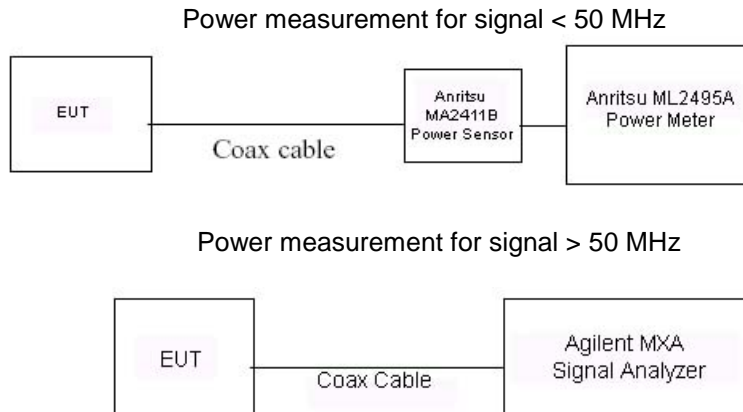 Power measurement for signal < 50 MHz
EUT
Coax cable
Anritsu
MA2411B
Power Sensor
Anritsu ML2495A
Power Meter
Power measurement for signal > 50 MHz
EUT
Coax Cable
Agilent MXA
Signal Analyzer